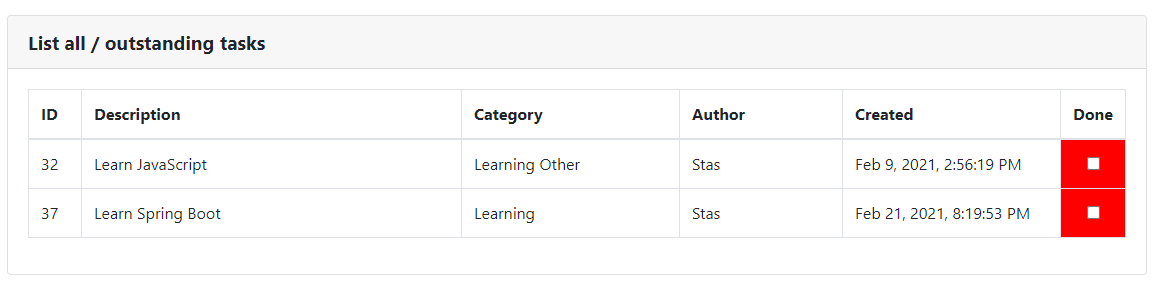 List all / outstanding tasks
ID Description Category Author Created Done
32 Learn JavaScript Learning Other Stas Feb 9, 2021, 2:56:19 PM
37 Learn Spring Boot Learning Stas Feb 21, 2021, 8:19:53 PM